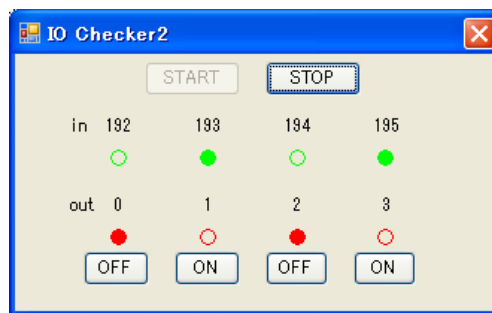 IO Checker2
START STOP
in 192 193 194 195
out 0 1 2 3
OFF ON OFF ON